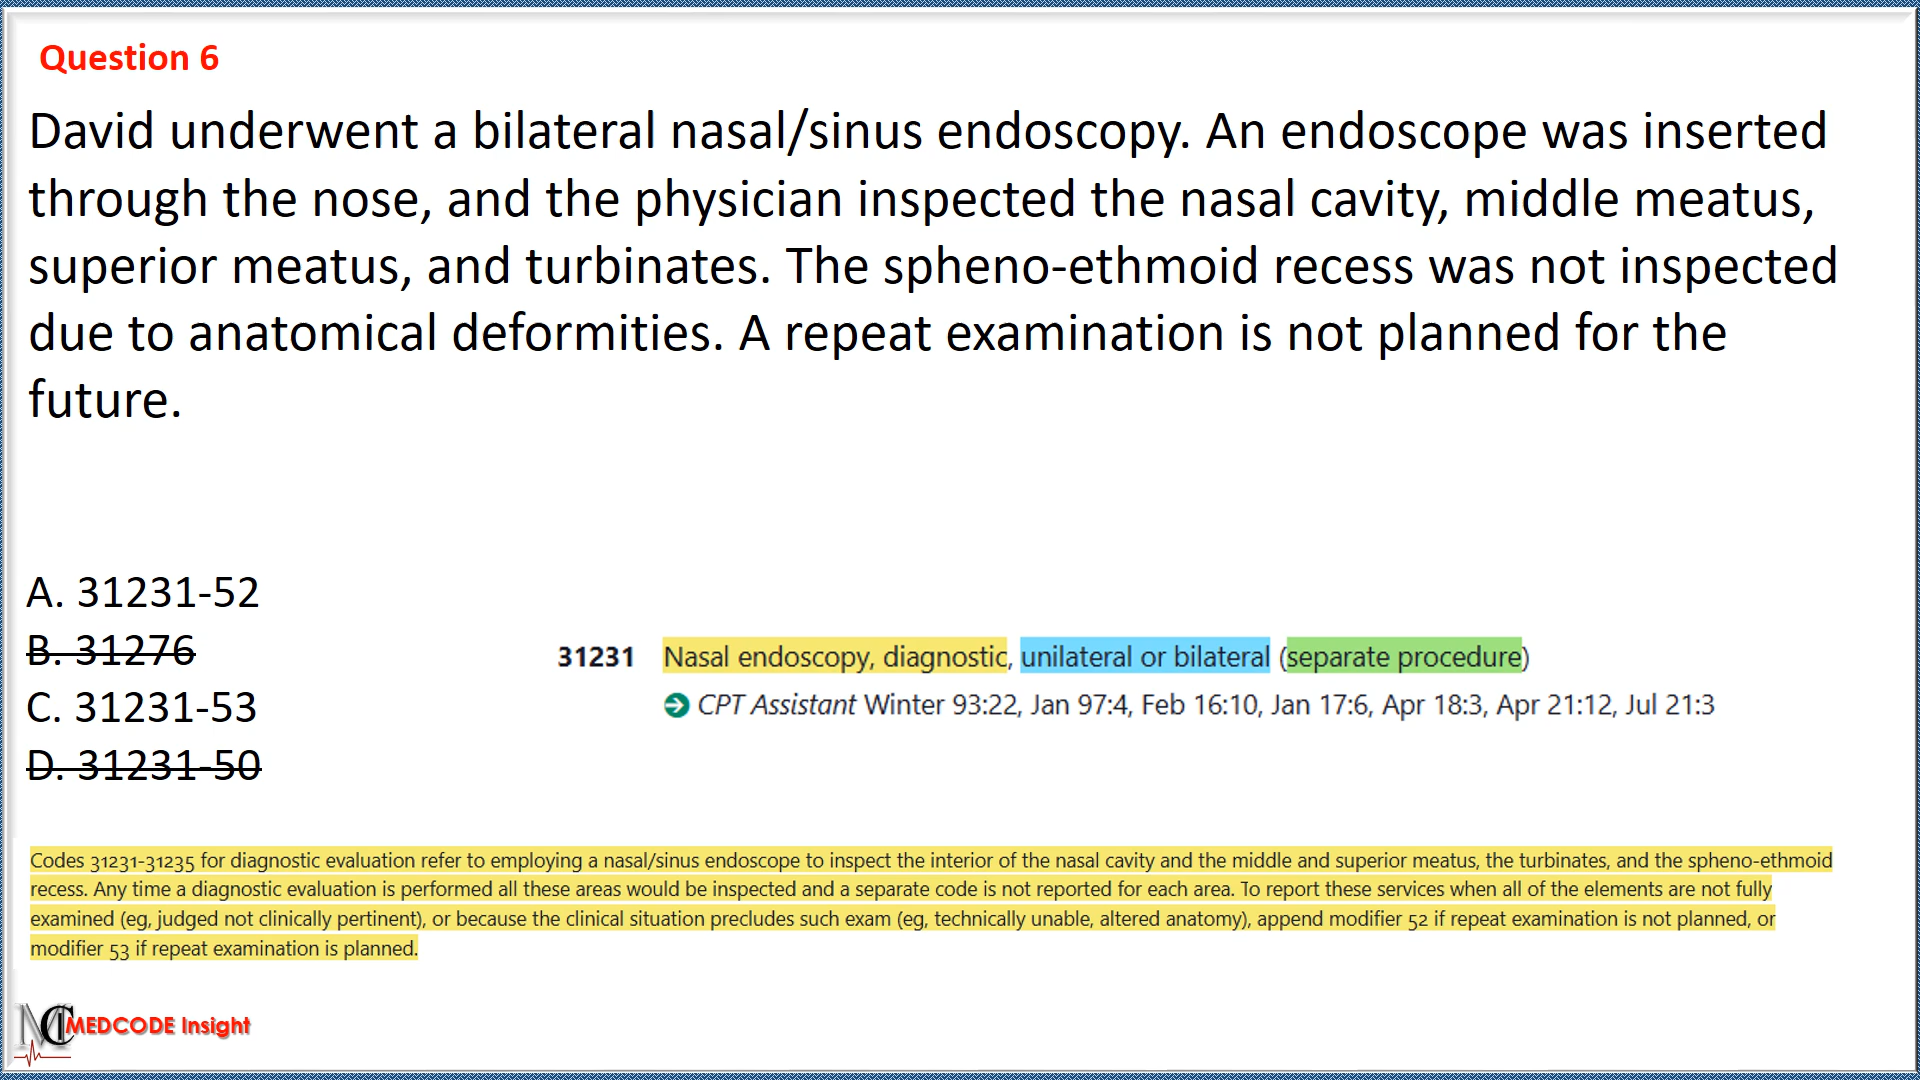 Question 6
David underwent a bilateral nasal/sinus endoscopy. An endoscope was inserted
through the nose, and the physician inspected the nasal cavity, middle meatus,
superior meatus, and turbinates. The spheno-ethmoid recess was not inspected
due to anatomical deformities. A repeat examination is not planned for the
future.
A. 31231-52
B. 31276
C. 31231-53
D. 31231-50
31231 Nasal endoscopy, diagnostic, unilateral or bilateral (separate procedure)
CPT Assistant Winter 93:22, Jan 97:4, Feb 16:10, Jan 17:6, Apr 18:3, Apr 21:12, Jul 21:3
Codes 31231-31235 for diagnostic evaluation refer to employing a nasal/sinus endoscope to inspect the interior of the nasal cavity and the middle and superior meatus, the turbinates, and the spheno-ethmoid
recess. Any time a diagnostic evaluation is performed all these areas would be inspected and a separate code is not reported for each area. To report these services when all of the elements are not fully
examined (eg, judged not clinically pertinent), or because the clinical situation precludes such exam (eg, technically unable, altered anatomy), append modifier 52 if repeat examination is not planned, or
modifier 53 if repeat examination is planned.
MC MEDCODE Insight